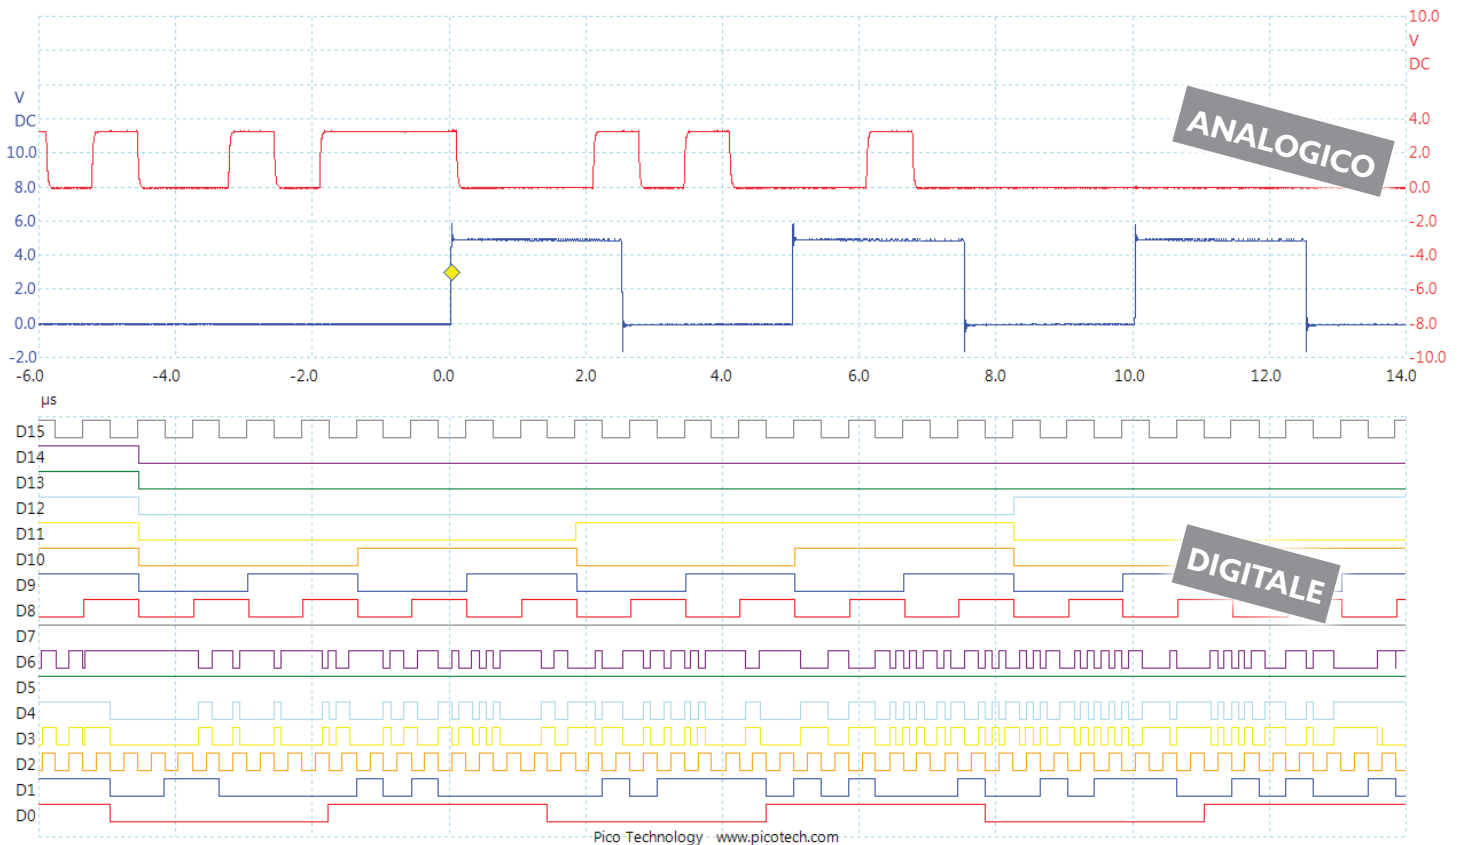 10.0
V
DC
V
DC
4.0
ANALOGICO
10.0
2.0
8.0
0.0
6.0
-2.0
4.0
-4.0
2.0
-6.0
0.0
-8.0
-2.0
-10.0
-6.0 -4.0 -2.0 0.0 2.0 4.0 6.0 8.0 10.0 12.0 14.0
µs
D15
D14
D13
D12
D11
D10
DIGITALE
D9
D8
D7
D6
D5
D4
D3
D2
D1
D0
Pico Technology www.picotech.com